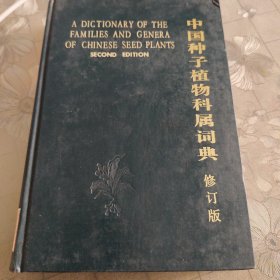 A DICTIONARY OF THE
FAMILIES AND GENERA
OF CHINESE SEED PLANTS
SECOND EDITION
中国种子植物科属词典
修订版